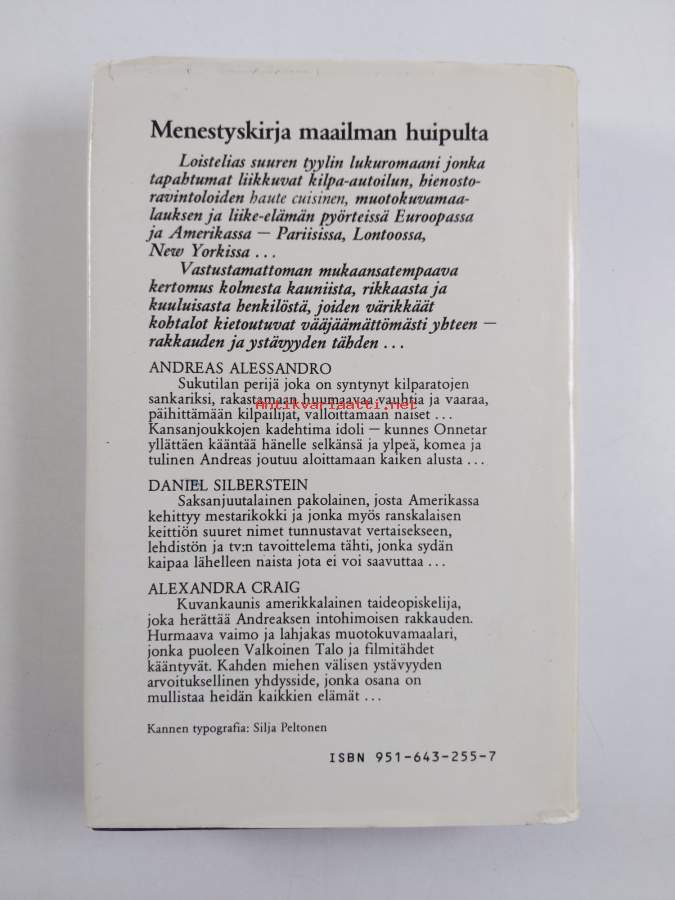 Menestyskirja maailman huipulta
Loistelias suuren tyylin lukuromaani jonka
tapahtumat liikkuvat kilpa-autoilun, hienosto-
ravintoloiden haute cuisinen, muotokuvamaa-
lauksen ja liike-elämän pyörteissä Euroopassa
ja Amerikassa — Pariisissa, Lontoossa,
New Yorkissa ...
Vastustamattoman mukaansatempaava
kertomus kolmesta kauniista, rikkaasta ja
kuuluisasta henkilöstä, joiden värikkäät
kohtalot kietoutuvat vääjäämättömästi yhteen —
rakkauden ja ystävyyden tähden ...
ANDREAS ALESSANDRO
Sukutilan perijä joka on syntynyt kilparatojen
sankariksi, rakastamaan huumaavaa vauhtia ja vaaraa,
Antikvariaatti.net
päihittämään kilpailijat, valloittamaan naiset ...
Kansanjoukkojen kadehtima idoli — kunnes Onnetar
yllättäen kääntää hänelle selkänsä ja ylpeä, komea ja
tulinen Andreas joutuu aloittamaan kaiken alusta ...
DANIEL SILBERSTEIN
Saksanjuutalainen pakolainen, josta Amerikassa
kehittyy mestarikokki ja jonka myös ranskalaisen
keittiön suuret nimet tunnustavat vertaisekseen,
lehdistön ja tv:n tavoittelema tähti, jonka sydän
kaipaa lähelleen naista jota ei voi saavuttaa ...
ALEXANDRA CRAIG
Kuvankaunis amerikkalainen taideopiskelija,
joka herättää Andreaksen intohimoisen rakkauden.
Hurmaava vaimo ja lahjakas muotokuvamaalari,
jonka puoleen Valkoinen Talo ja filmitähdet
kääntyvät. Kahden miehen välisen ystävyyden
arvoituksellinen yhdysside, jonka osana on
mullistaa heidän kaikkien elämät ...
Kannen typografia: Silja Peltonen
ISBN 951-643-255-7